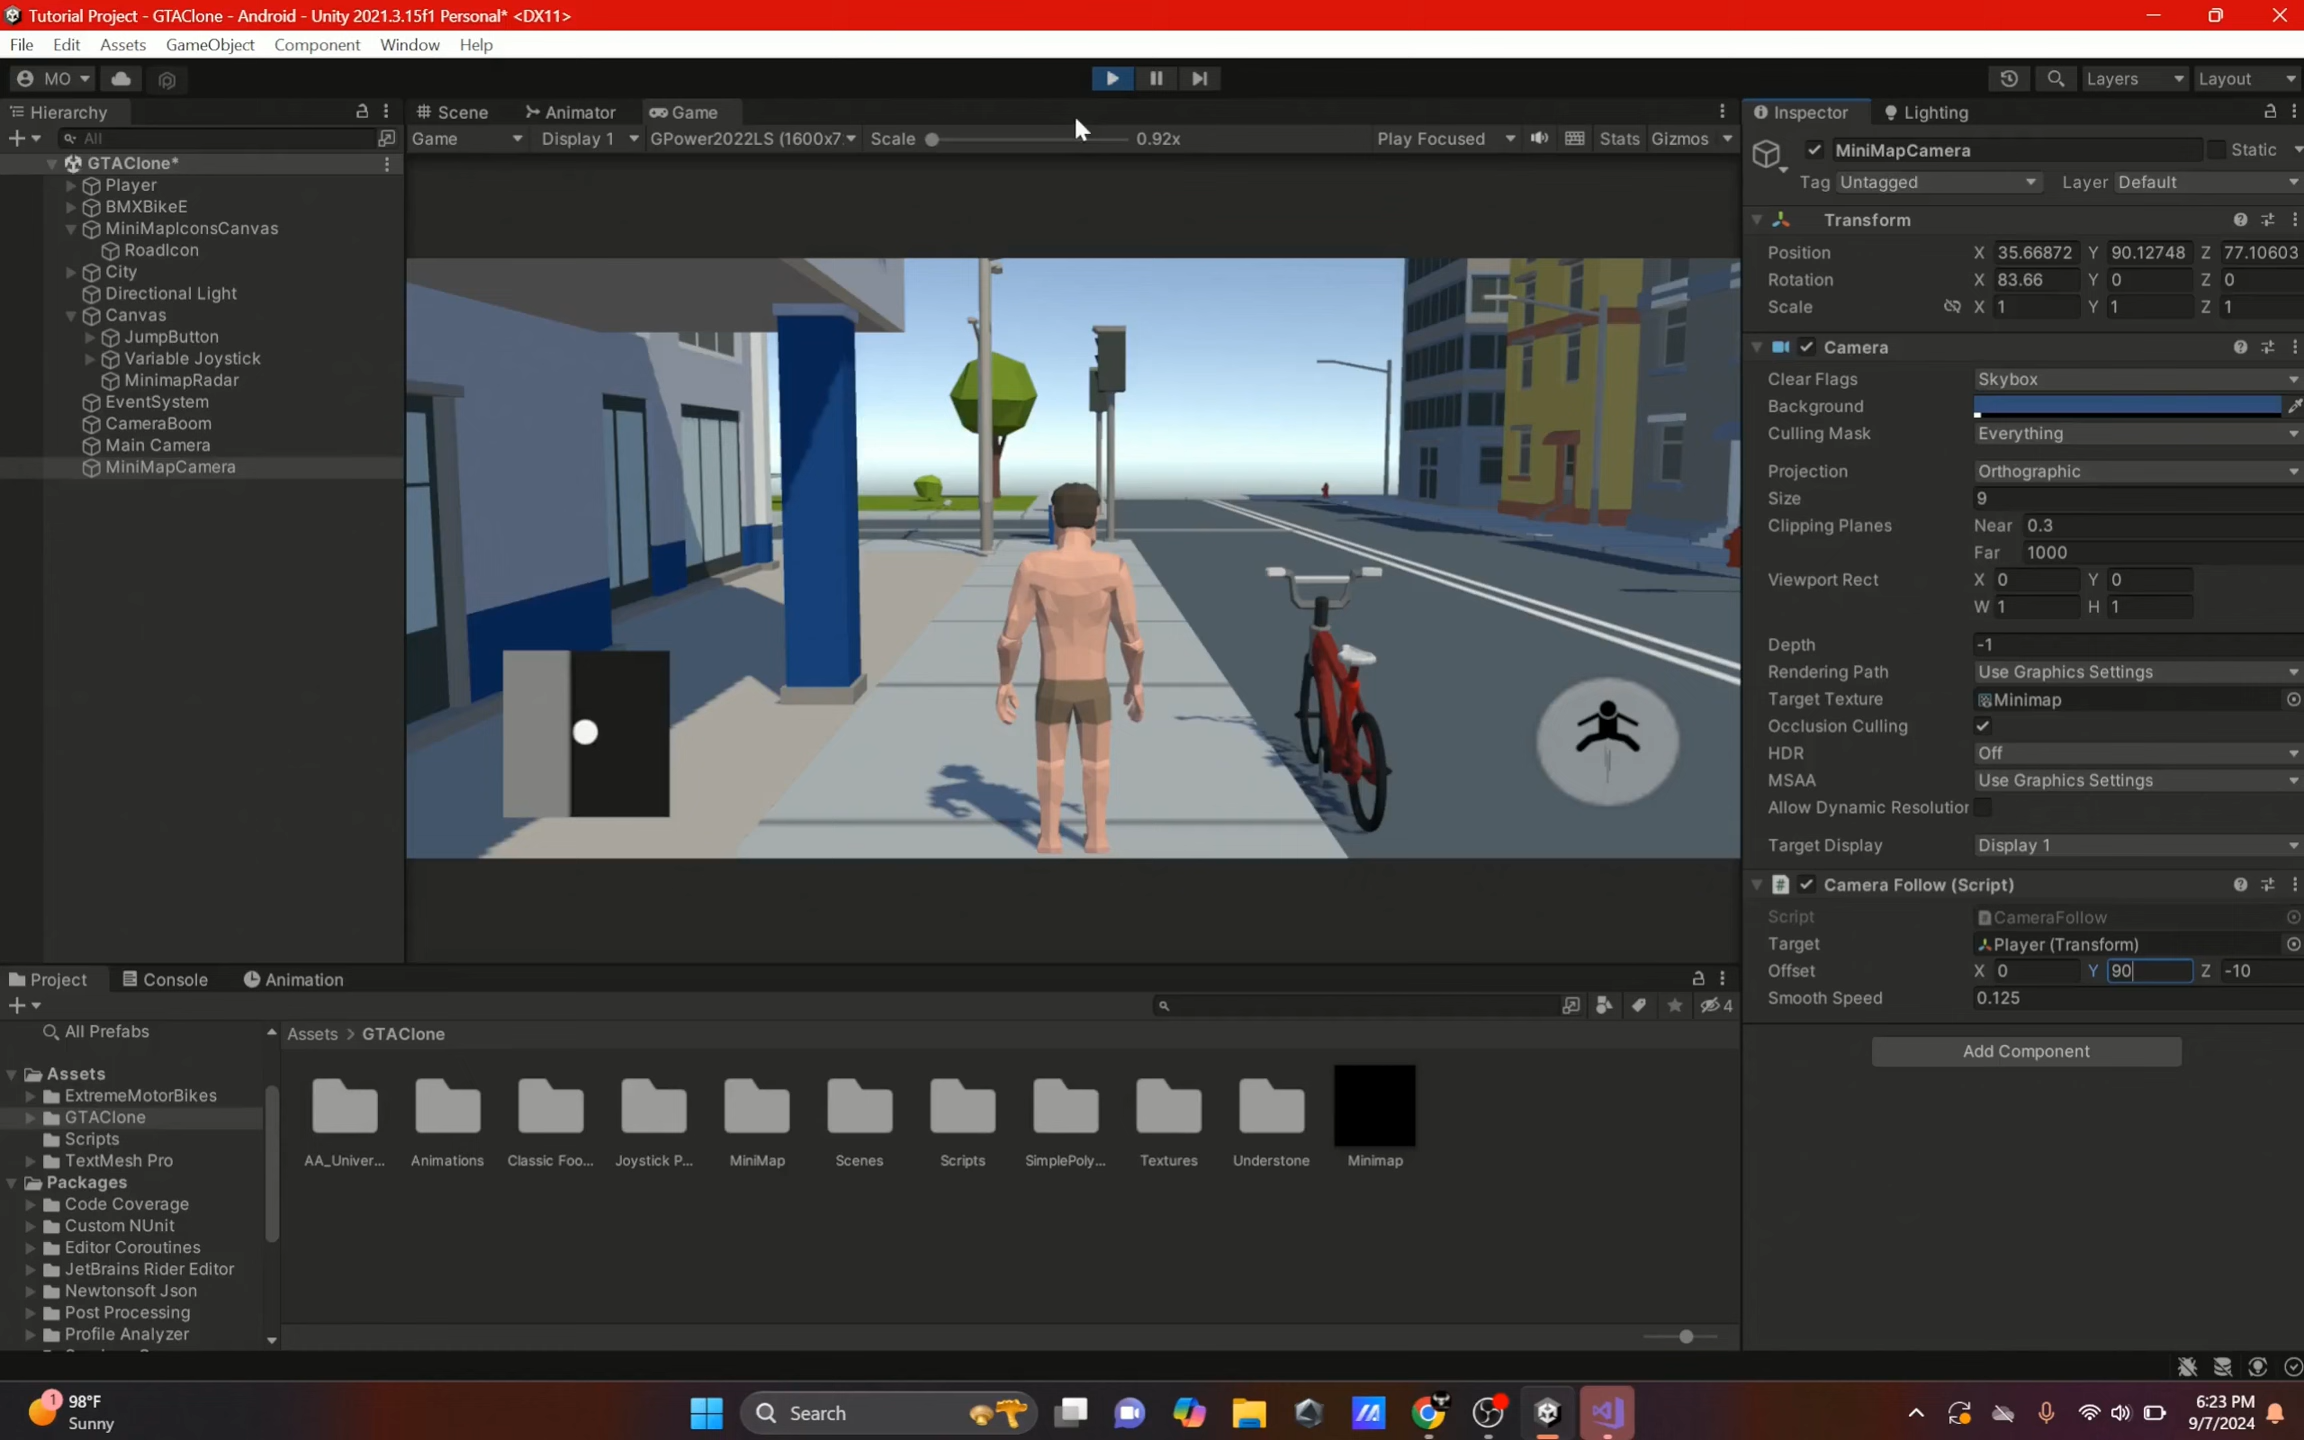 Tutorial Project - GTAClone - Android - Unity 2021.3.15f1 Personal* <DX11>
File Edit Assets GameObject Component Window Help
MO
Layers
Layout
Hierarchy
All
GTAClone*
Player
BMXBikeE
MiniMapIconsCanvas
RoadIcon
City
Directional Light
Canvas
JumpButton
Variable Joystick
MinimapRadar
EventSystem
CameraBoom
Main Camera
MiniMapCamera
Scene Animator Game
Game Display 1 GPower2022LS (1600x7. Scale 0.92x Play Focused Stats Gizmos
Inspector Lighting
MiniMapCamera Static
Tag Untagged Layer Default
Transform
Position X 35.66872 Y 90.12748 Z 77.10603
Rotation X 83.66 Y 0 Z 0
Scale X 1 Y 1 Z 1
Camera
Clear Flags Skybox
Background
Culling Mask Everything
Projection Orthographic
Size 9
Clipping Planes Near 0.3
Far 1000
Viewport Rect X 0 Y 0
W 1 H 1
Depth -1
Rendering Path Use Graphics Settings
Target Texture Minimap
Occlusion Culling
HDR Off
MSAA Use Graphics Settings
Allow Dynamic Resolution
Target Display Display 1
Camera Follow (Script)
Script CameraFollow
Target Player (Transform)
Offset X 0 Y 90 Z -10
Smooth Speed 0.125
Add Component
Project Console Animation
4
All Prefabs
Assets
ExtremeMotorBikes
GTAClone
Scripts
TextMesh Pro
Packages
Code Coverage
Custom NUnit
Editor Coroutines
JetBrains Rider Editor
Newtonsoft Json
Post Processing
Profile Analyzer
Assets > GTAClone
AA_Univer... Animations Classic Foo... Joystick P... MiniMap Scenes Scripts SimplePoly... Textures Understone Minimap
1
98°F
Sunny
Search
6:23 PM
9/7/2024